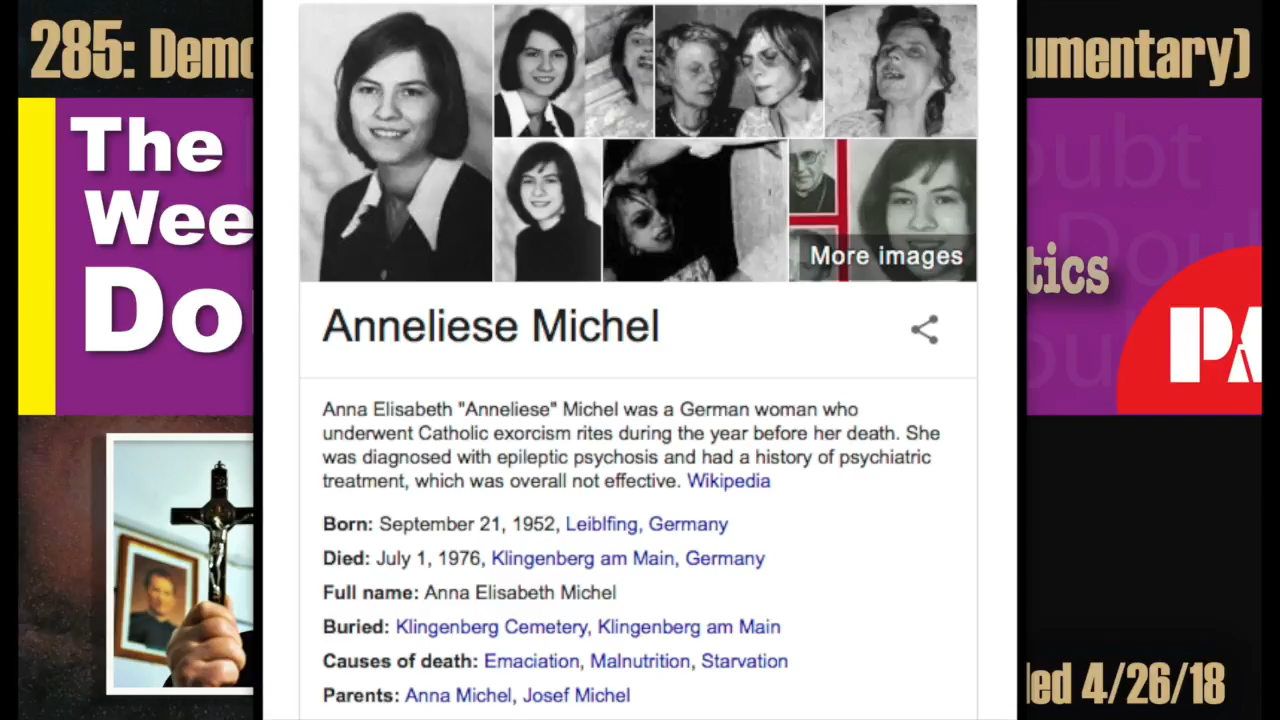 285: Demo
umentary)
The
Wee
Do
tics
PA
More images
Anneliese Michel
Anna Elisabeth "Anneliese" Michel was a German woman who
underwent Catholic exorcism rites during the year before her death. She
was diagnosed with epileptic psychosis and had a history of psychiatric
treatment, which was overall not effective. Wikipedia
Born: September 21, 1952, Leiblfing, Germany
Died: July 1, 1976, Klingenberg am Main, Germany
Full name: Anna Elisabeth Michel
Buried: Klingenberg Cemetery, Klingenberg am Main
Causes of death: Emaciation, Malnutrition, Starvation
Parents: Anna Michel, Josef Michel
ded 4/26/18